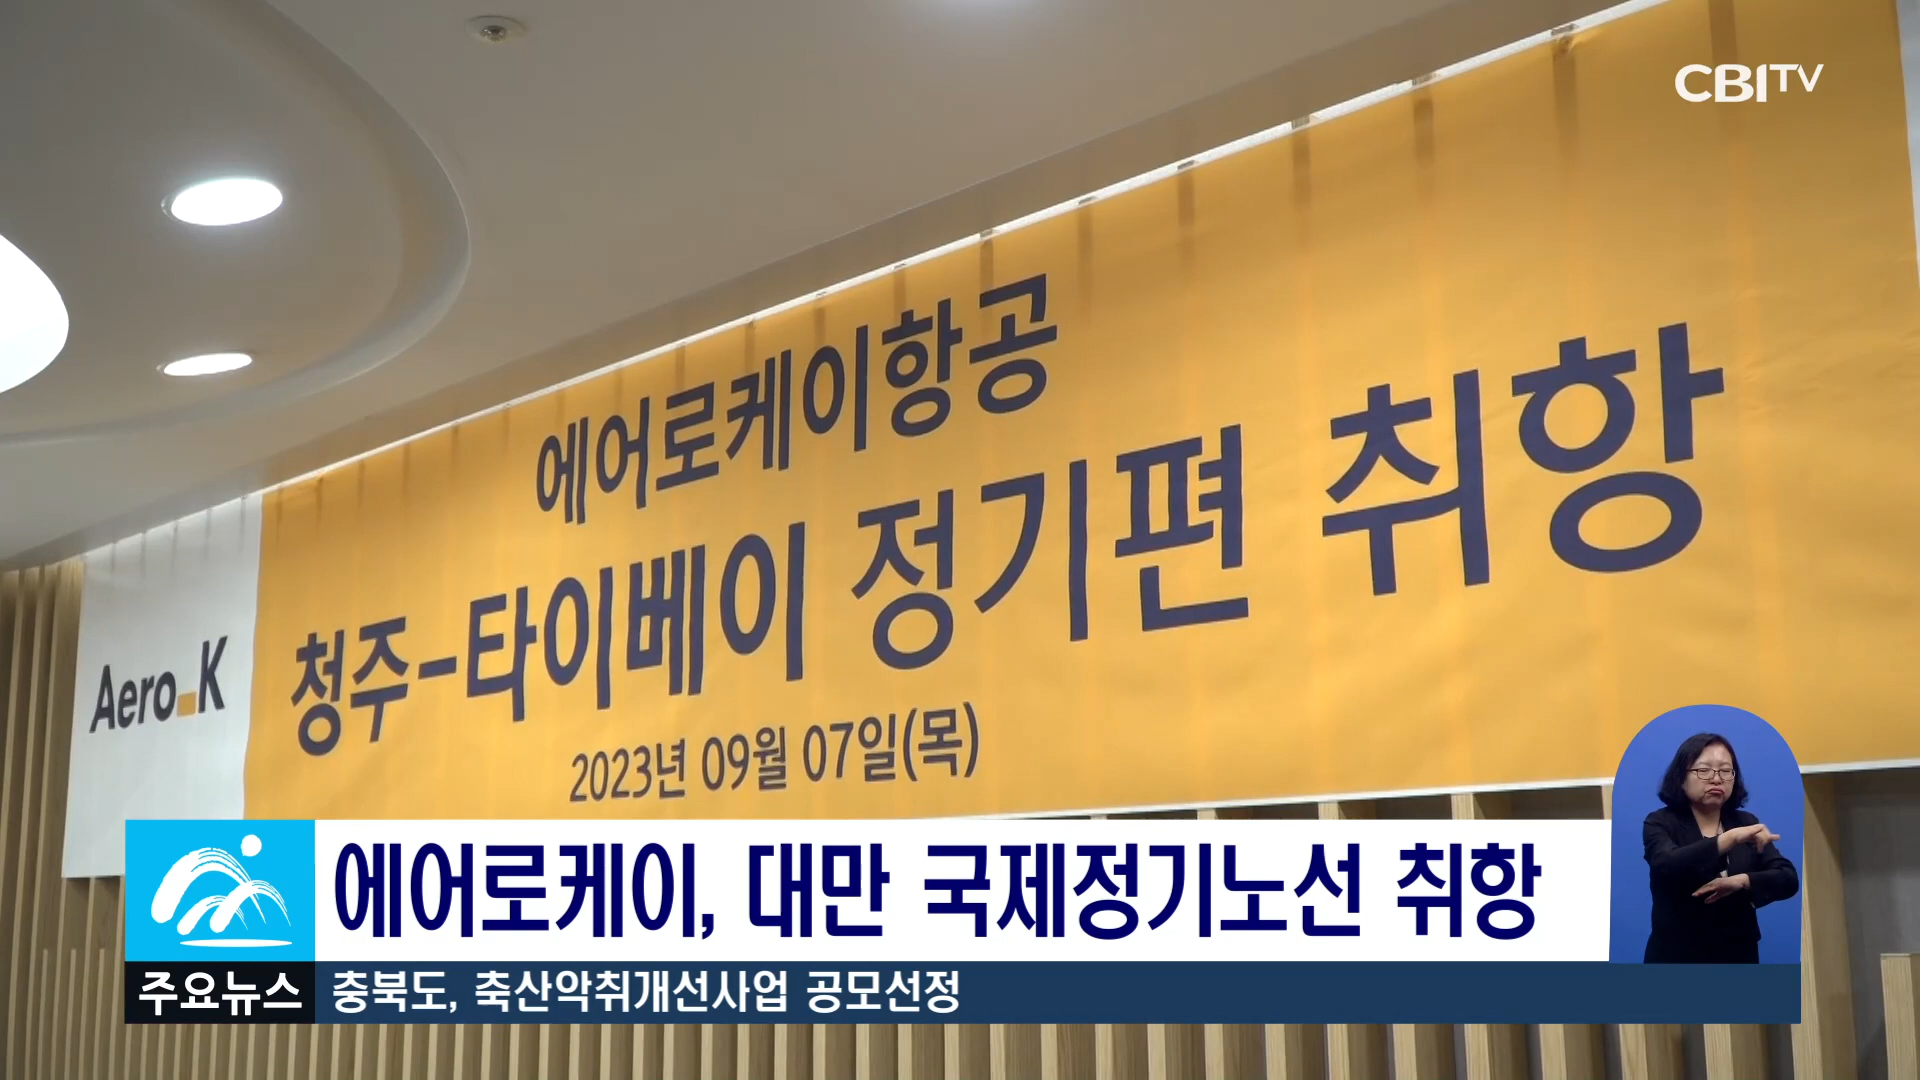 CBITV
에어로케이항공
청주-타이베이 정기편 취항
Aero_K
2023년 09월 07일(목)
에어로케이, 대만 국제정기노선 취항
주요뉴스
충북도, 축산악취개선사업 공모선정